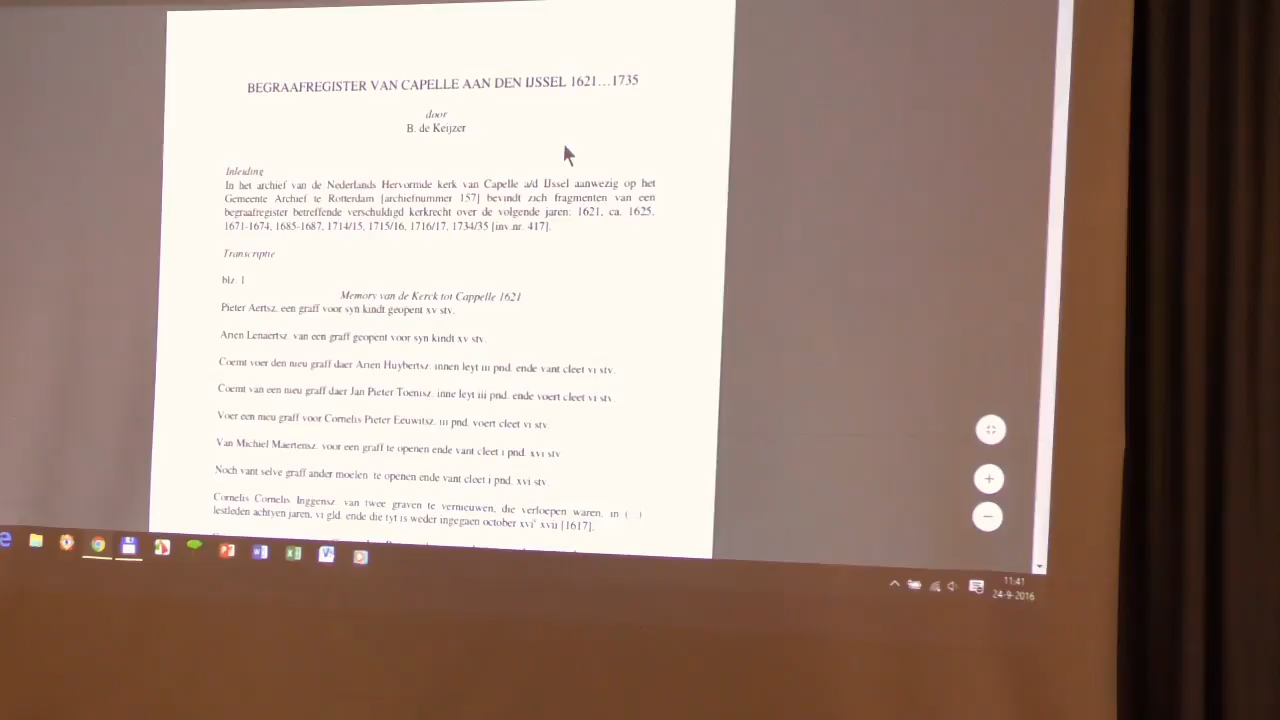 BEGRAAFREGISTER VAN CAPELLE AAN DEN IJSSEL 1621...1735
door
B. de Keijzer
Inleiding
In het archief van de Nederlands Hervormde kerk van Capelle a/d IJssel aanwezig op het
Gemeente Archief te Rotterdam [archiefnummer 157] bevindt zich fragmenten van een
begraafregister betreffende verschuldigd kerkrecht over de volgende jaren: 1621, ca. 1625,
1671-1674, 1685-1687, 1714/15, 1715/16, 1716/17, 1734/35 [inv.nr. 417].
Transcriptie
blz. 1
Memory van de Kerck tot Cappelle 1621
Pieter Aertsz. een graff voor syn kindt geopent xv stv.
Arien Lenaertsz. van een graff geopent voor syn kindt xv stv.
Coemt voer den nieu graff daer Arien Huybertsz. innen leyt iii pnd. ende vant cleet vi stv.
Coemt van een nieu graff daer Jan Pieter Toenisz. inne leyt iii pnd. ende voert cleet vi stv.
Voer een nieu graff voor Cornelis Pieter Eeuwitsz. iii pnd. voert cleet vi stv.
Van Michiel Maertensz. voor een graff te openen ende vant cleet i pnd. xvi stv
Noch vant selve graff ander moelen te openen ende vant cleet i pnd. xvi stv.
Cornelis Cornelis Inggensz. van twee graven te vernieuwen, die verloepen waren, in (...)
lestleden achtyen jaren, vi gld. ende die tyt is weder ingegaen october xvi^c xvii [1617].
11:41
24-9-2016